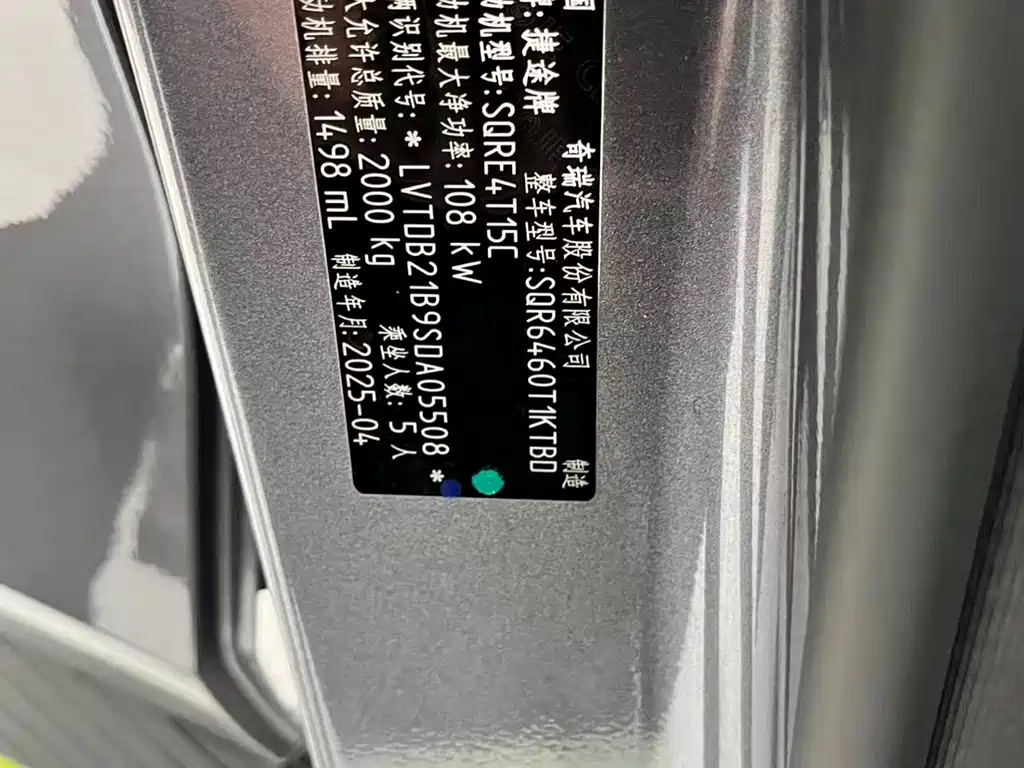 国 奇瑞汽车股份有限公司 制造
牌: 捷途牌 整车型号:SQR6460T1KTBD
动机型号:SQRE4T15C
动机最大净功率: 108 kW
辆识别代号: * LVTDB21B9SDA05508 *
大允许总质量: 2000 kg 乘坐人数: 5 人
动机排量: 1498 mL 制造年月: 2025-04